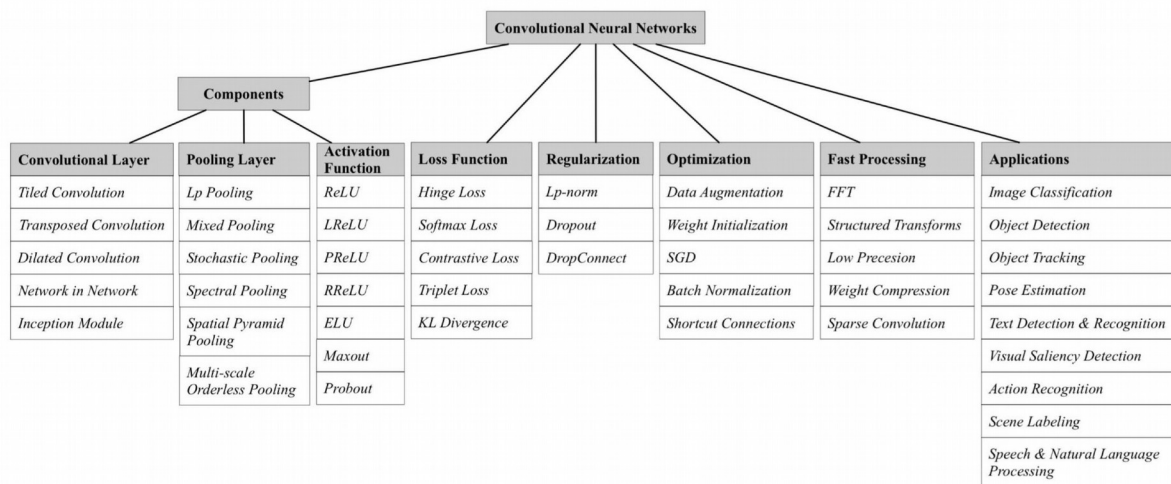 Convolutional Neural Networks
Components
Convolutional Layer
Tiled Convolution
Transposed Convolution
Dilated Convolution
Network in Network
Inception Module
Pooling Layer
Lp Pooling
Mixed Pooling
Stochastic Pooling
Spectral Pooling
Spatial Pyramid
Pooling
Multi-scale
Orderless Pooling
Activation
Function
ReLU
LReLU
PReLU
RReLU
ELU
Maxout
Probout
Loss Function
Hinge Loss
Softmax Loss
Contrastive Loss
Triplet Loss
KL Divergence
Regularization
Lp-norm
Dropout
DropConnect
Optimization
Data Augmentation
Weight Initialization
SGD
Batch Normalization
Shortcut Connections
Fast Processing
FFT
Structured Transforms
Low Precesion
Weight Compression
Sparse Convolution
Applications
Image Classification
Object Detection
Object Tracking
Pose Estimation
Text Detection & Recognition
Visual Saliency Detection
Action Recognition
Scene Labeling
Speech & Natural Language
Processing